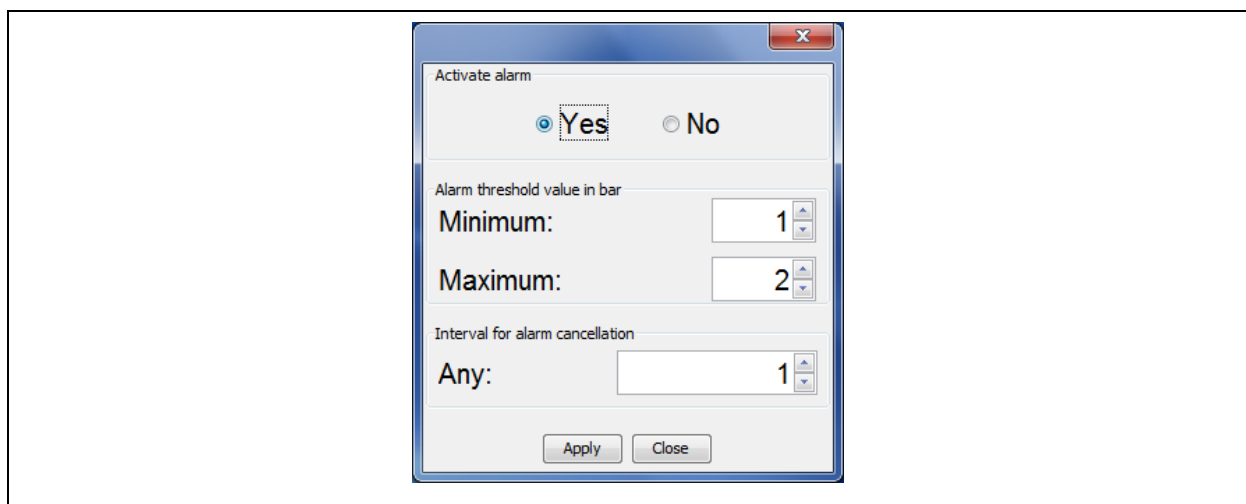 Activate alarm
Yes No
Alarm threshold value in bar
Minimum: 1
Maximum: 2
Interval for alarm cancellation
Any: 1
Apply Close